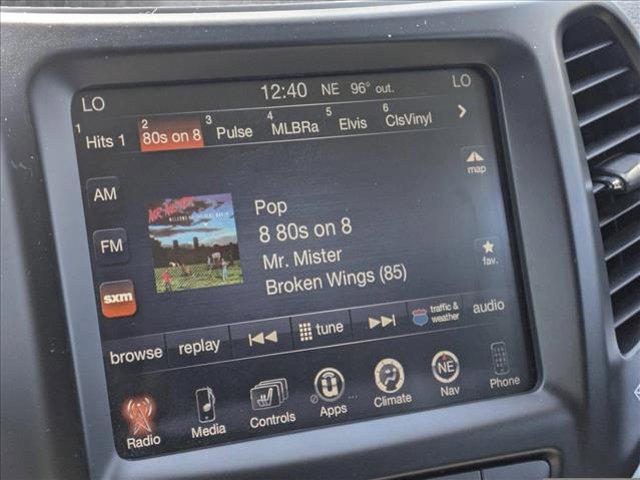 LO 12:40 NE 96° out. LO
1 Hits 1 2 80s on 8 3 Pulse 4 MLBRa 5 Elvis 6 ClsVinyl
map
AM
Pop
MR. MISTER
8 80s on 8
FM
Mr. Mister
fav.
Broken Wings (85)
sxm
browse replay tune traffic & weather audio
NE
Radio Media Controls Apps ... Climate Nav Phone